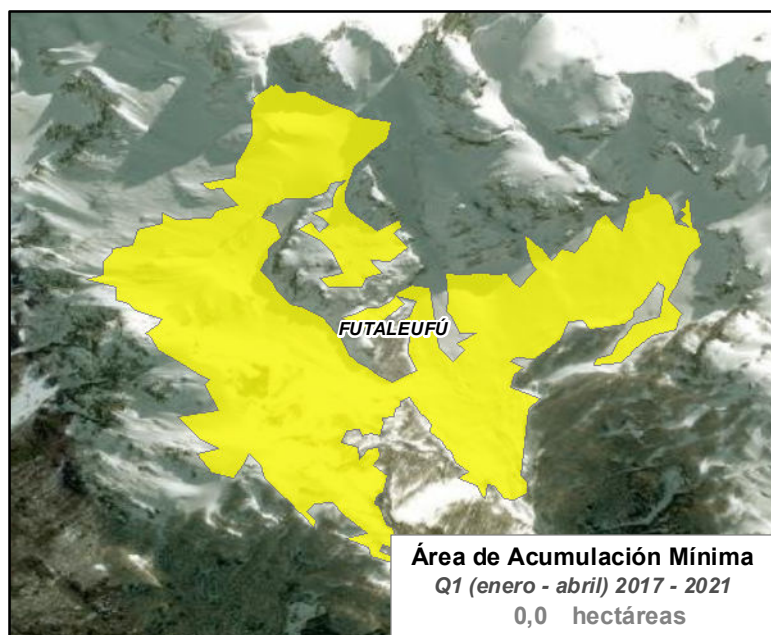 FUTALEUFÚ
Área de Acumulación Mínima
Q1 (enero - abril) 2017 - 2021
0,0 hectáreas